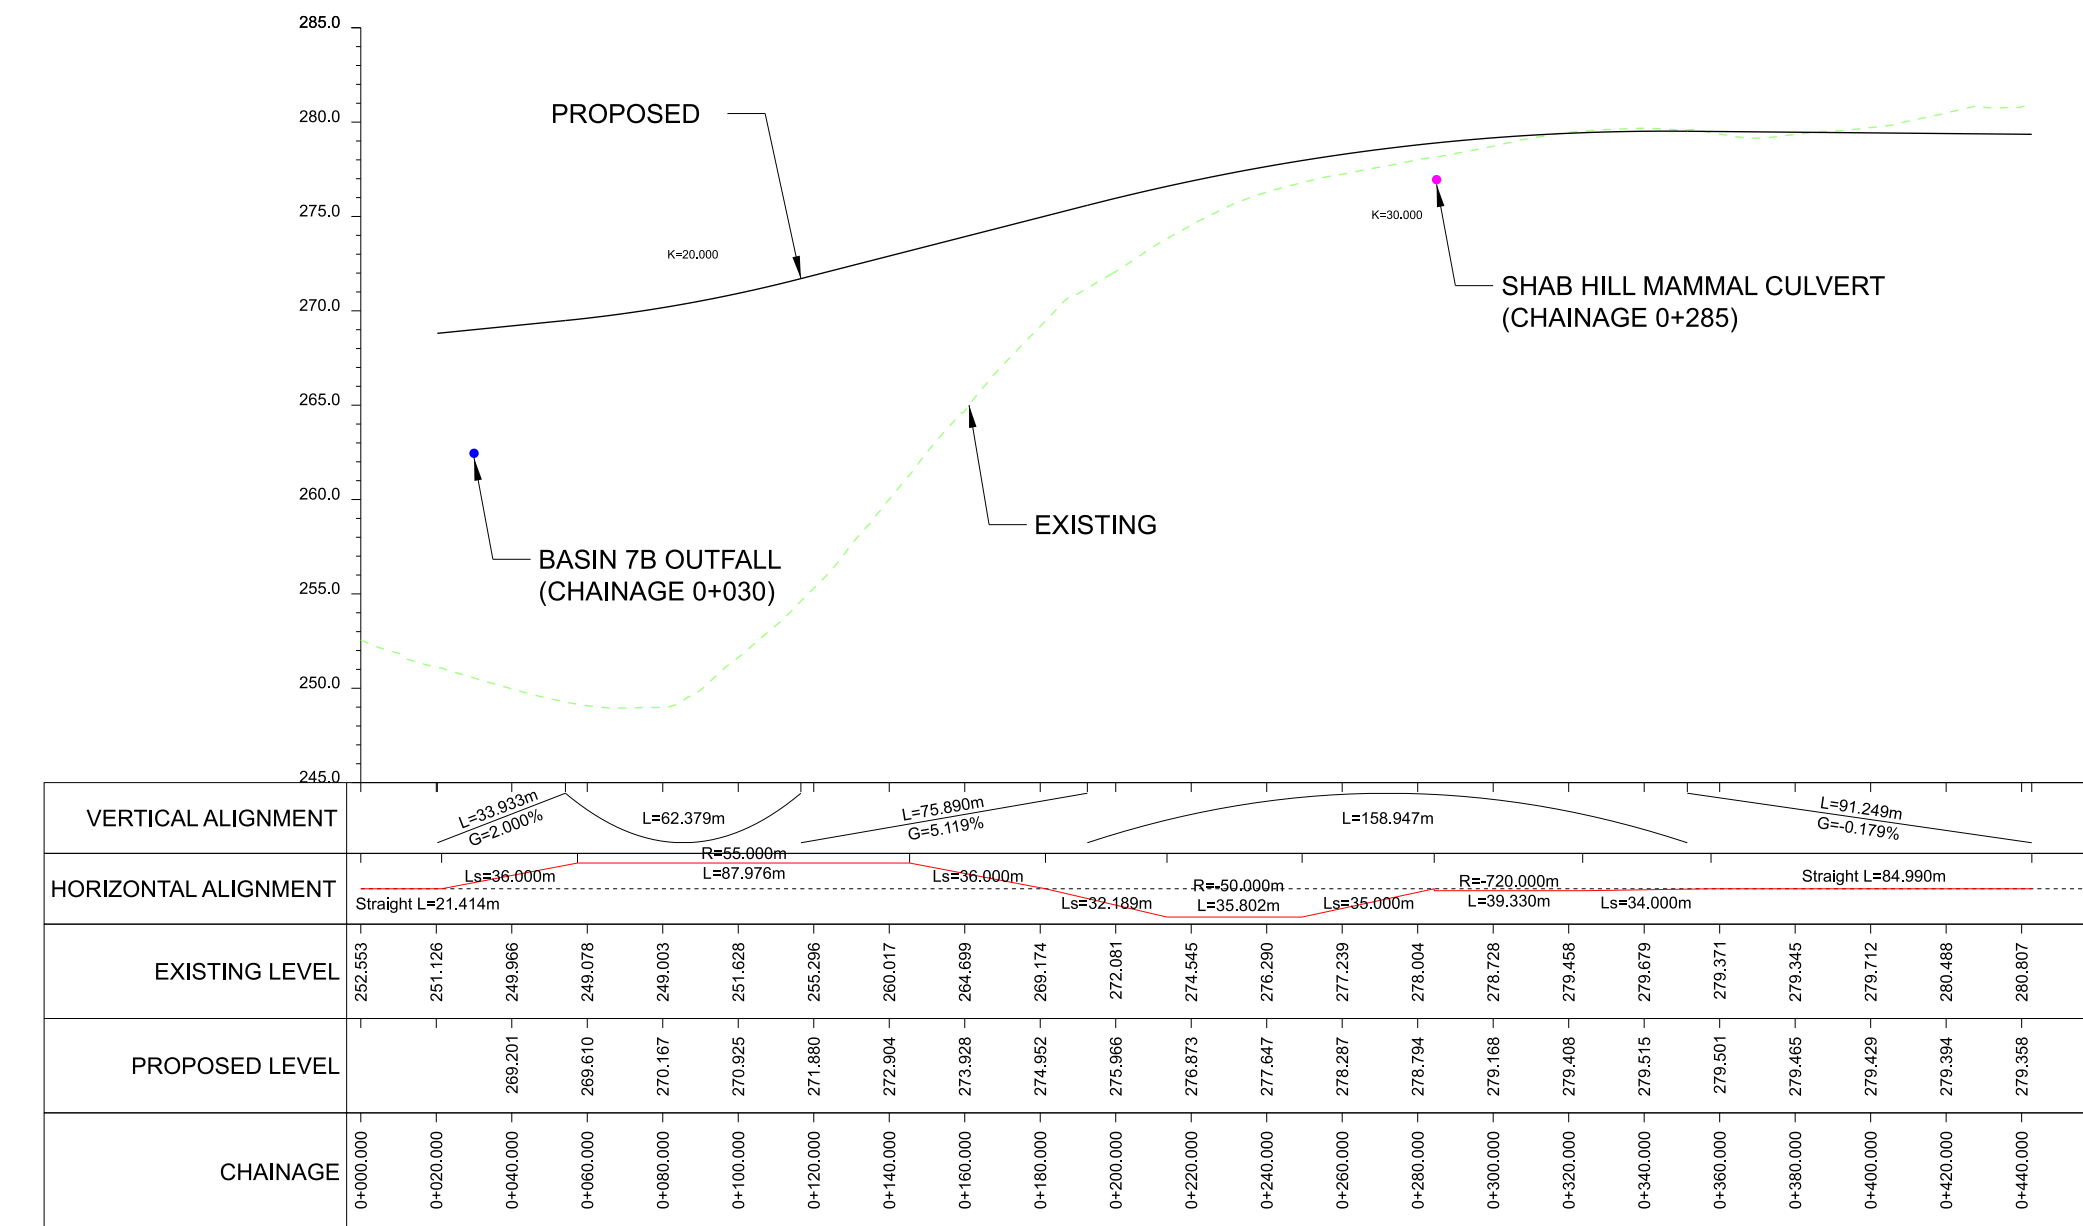 285.0
280.0
275.0
270.0
265.0
260.0
255.0
250.0
245.0
PROPOSED
K=20.000
K=30.000
SHAB HILL MAMMAL CULVERT
(CHAINAGE 0+285)
EXISTING
BASIN 7B OUTFALL
(CHAINAGE 0+030)
VERTICAL ALIGNMENT
L=33.933m
G=2.000%
L=62.379m
L=75.890m
G=5.119%
L=158.947m
L=91.249m
G=-0.179%
HORIZONTAL ALIGNMENT
Straight L=21.414m
Ls=36.000m
R=55.000m
L=87.976m
Ls=36.000m
Ls=32.189m
R=-50.000m
L=35.802m
Ls=35.000m
R=-720.000m
L=39.330m
Ls=34.000m
Straight L=84.990m
EXISTING LEVEL
252.553
251.126
249.966
249.078
249.003
251.628
255.296
260.017
264.699
269.174
272.081
274.545
276.290
277.239
278.004
278.728
279.458
279.679
279.371
279.345
279.712
280.488
280.807
PROPOSED LEVEL
269.201
269.610
270.167
270.925
271.880
272.904
273.928
274.952
275.966
276.873
277.647
278.287
278.794
279.168
279.408
279.515
279.501
279.465
279.429
279.394
279.358
CHAINAGE
0+000.000
0+020.000
0+040.000
0+060.000
0+080.000
0+100.000
0+120.000
0+140.000
0+160.000
0+180.000
0+200.000
0+220.000
0+240.000
0+260.000
0+280.000
0+300.000
0+320.000
0+340.000
0+360.000
0+380.000
0+400.000
0+420.000
0+440.000